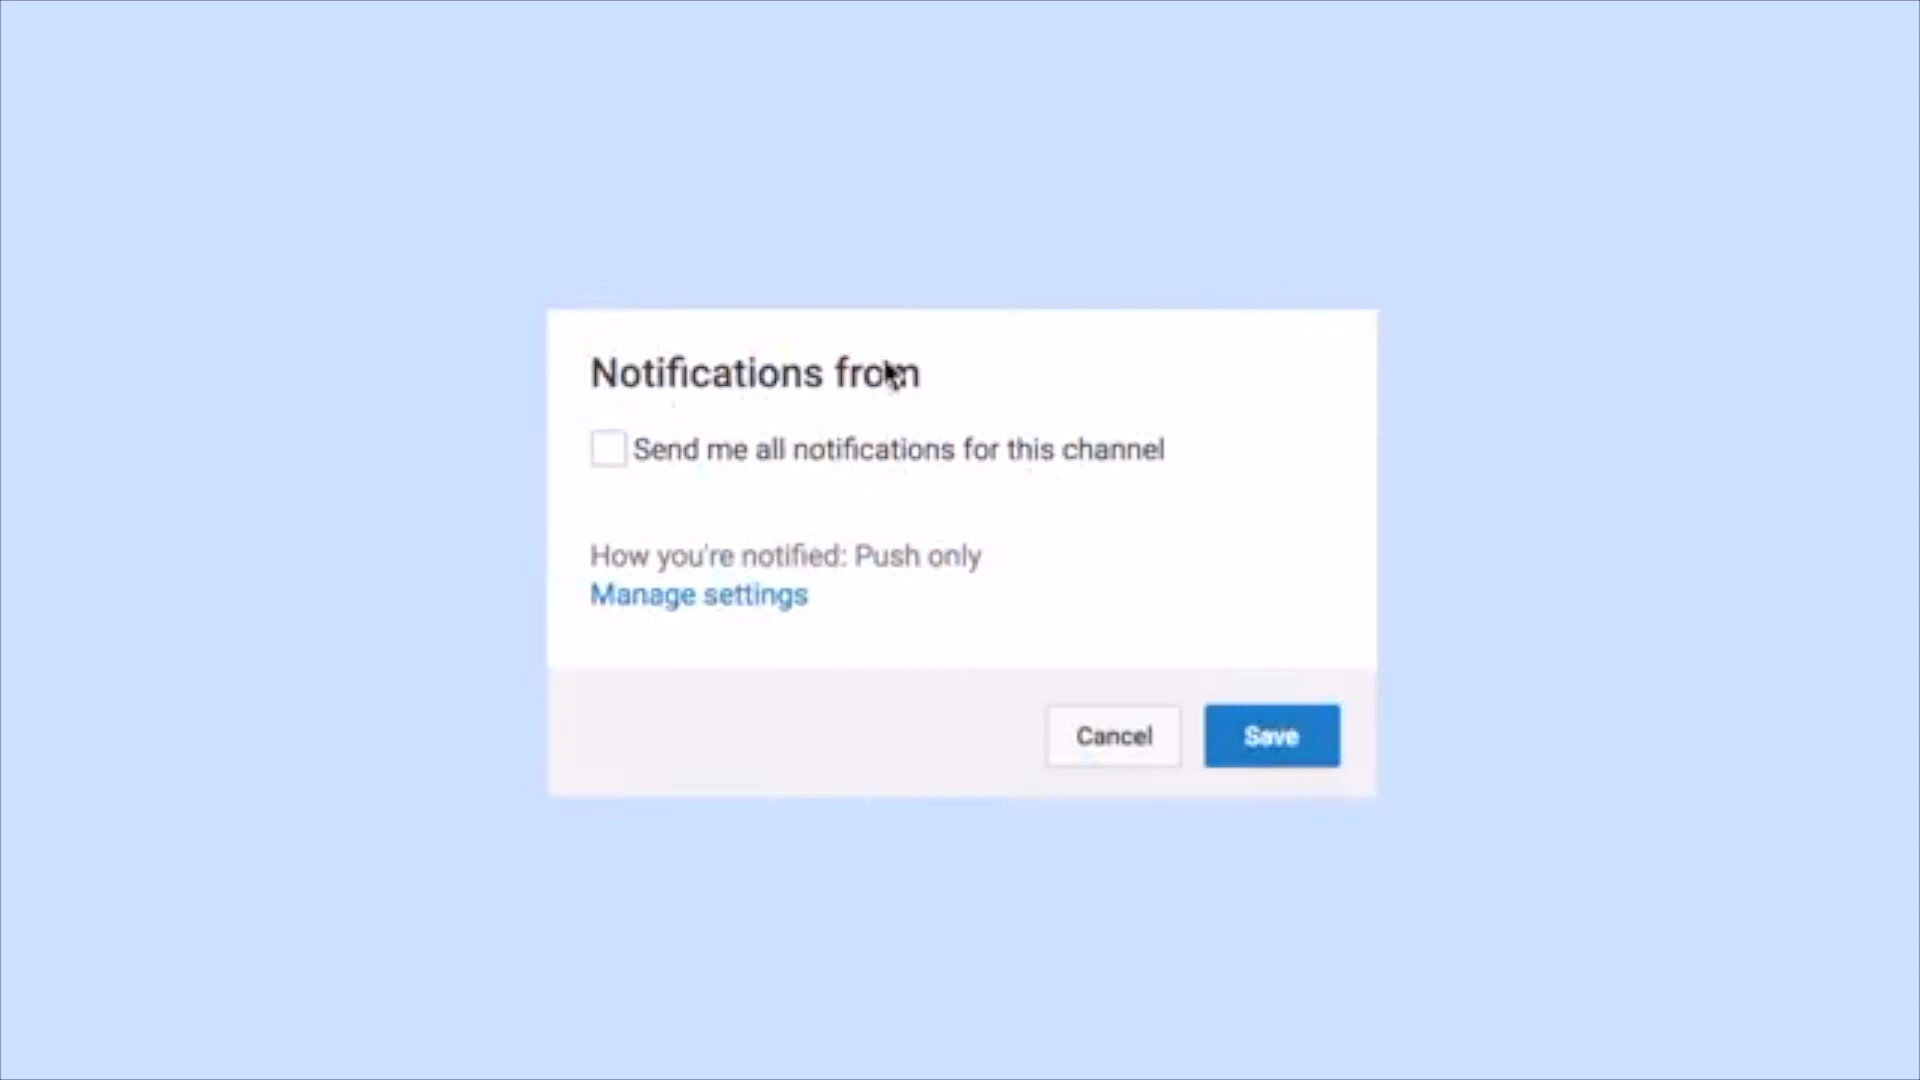 Notifications from
Send me all notifications for this channel
How you're notified: Push only
Manage settings
Cancel
Save